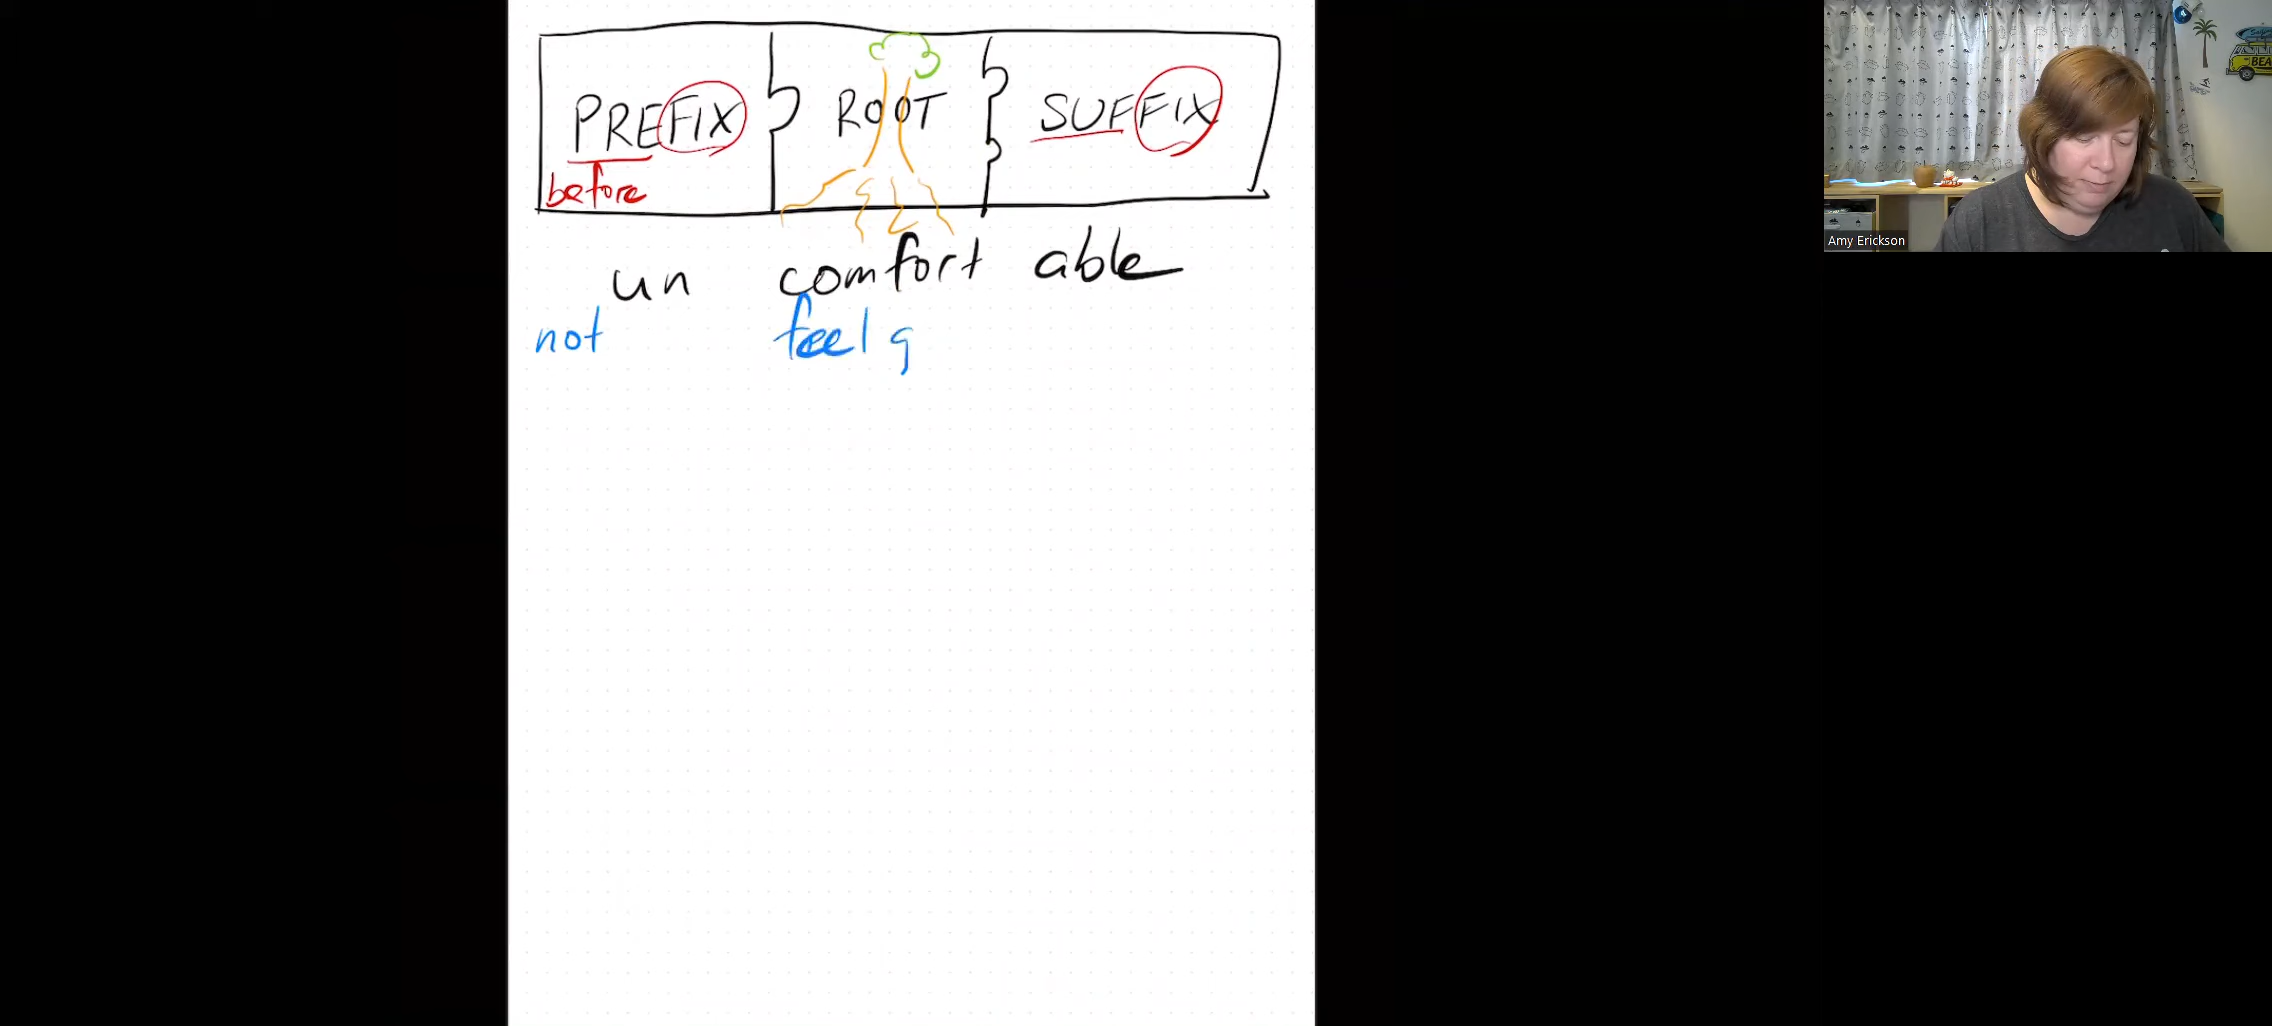 PREFIX ROOT SUFFIX
before
un comfort able
not feel g
Amy Erickson